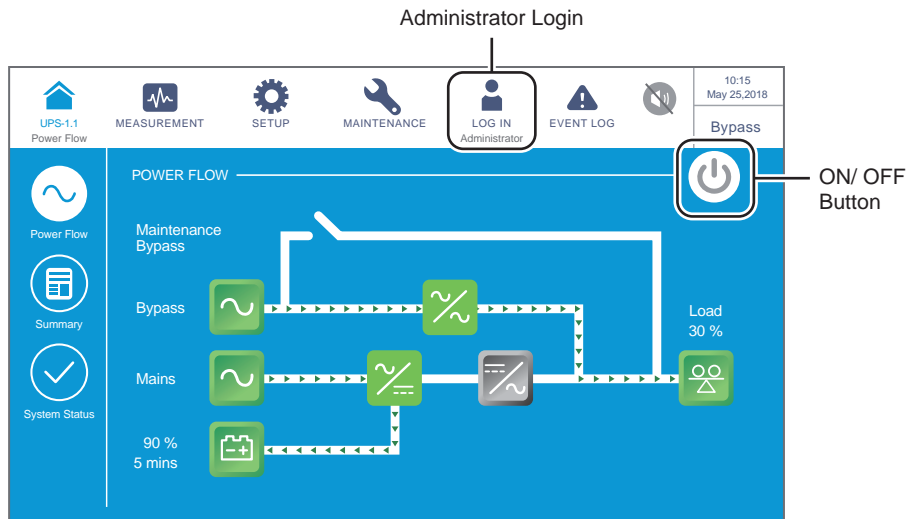 Administrator Login
10:15
May 25,2018
UPS-1.1
MEASUREMENT
SETUP
MAINTENANCE
LOG IN
EVENT LOG
Power Flow
Administrator
Bypass
POWER FLOW
ON/ OFF
Button
Power Flow
Maintenance
Bypass
Bypass
Load
30 %
Summary
Mains
System Status
90 %
5 mins